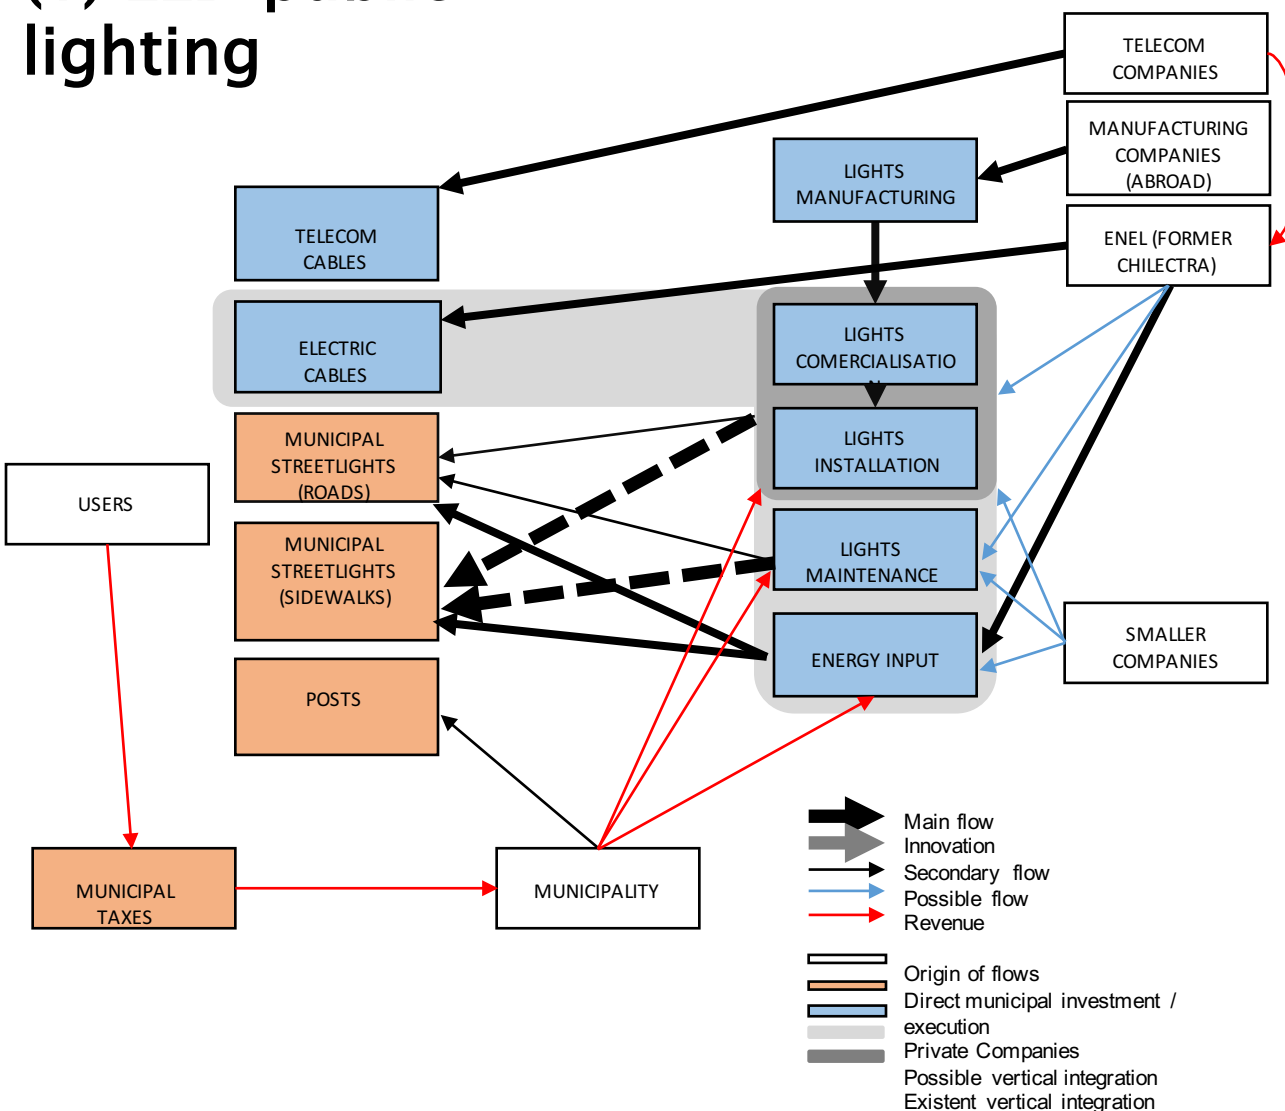 lighting
TELECOM
COMPANIES
MANUFACTURING
COMPANIES
(ABROAD)
ENEL (FORMER
CHILECTRA)
LIGHTS
MANUFACTURING
TELECOM
CABLES
ELECTRIC
CABLES
LIGHTS
COMERCIALISATIO
LIGHTS
INSTALLATION
MUNICIPAL
STREETLIGHTS
(ROADS)
USERS
MUNICIPAL
STREETLIGHTS
(SIDEWALKS)
LIGHTS
MAINTENANCE
ENERGY INPUT
SMALLER
COMPANIES
POSTS
MUNICIPAL
TAXES
MUNICIPALITY
Main flow
Innovation
Secondary flow
Possible flow
Revenue
Origin of flows
Direct municipal investment /
execution
Private Companies
Possible vertical integration
Existent vertical integration